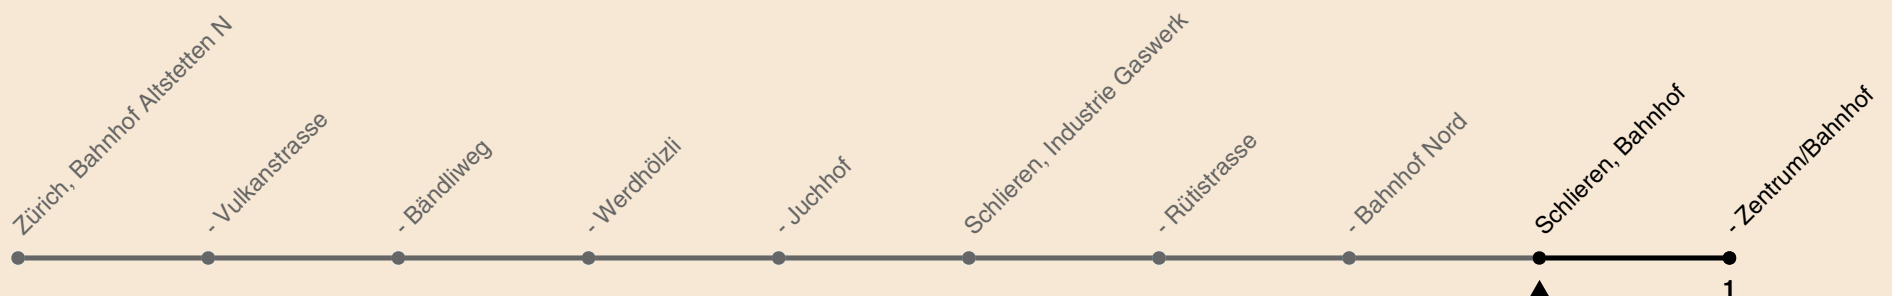 Zürich, Bahnhof Altstetten N
- Vulkanstrasse
- Bändliweg
- Werdhölzli
- Juchhof
Schlieren, Industrie Gaswerk
- Rütistrasse
- Bahnhof Nord
Schlieren, Bahnhof
- Zentrum/Bahnhof
1